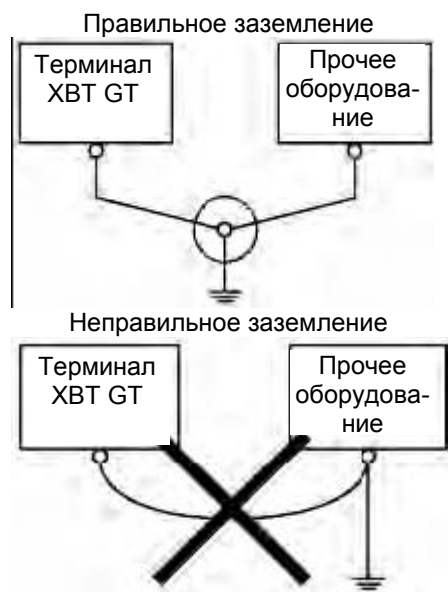 Правильное заземление
Терминал
XBT GT
Прочее
оборудова-
ние
Неправильное заземление
Терминал
XBT GT
Прочее
оборудова-
ние